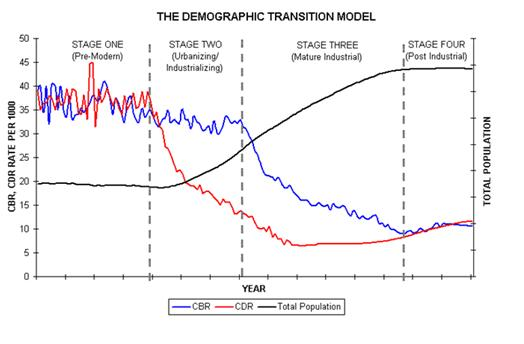 THE DEMOGRAPHIC TRANSITION MODEL
STAGE ONE
(Pre-Modern)
STAGE TWO
(Urbanizing/
Industrializing)
STAGE THREE
(Mature Industrial)
STAGE FOUR
(Post Industrial)
50
45
40
35
30
25
20
15
10
5
0
CBR, CDR RATE PER 1000
TOTAL POPULATION
YEAR
CBR CDR Total Population